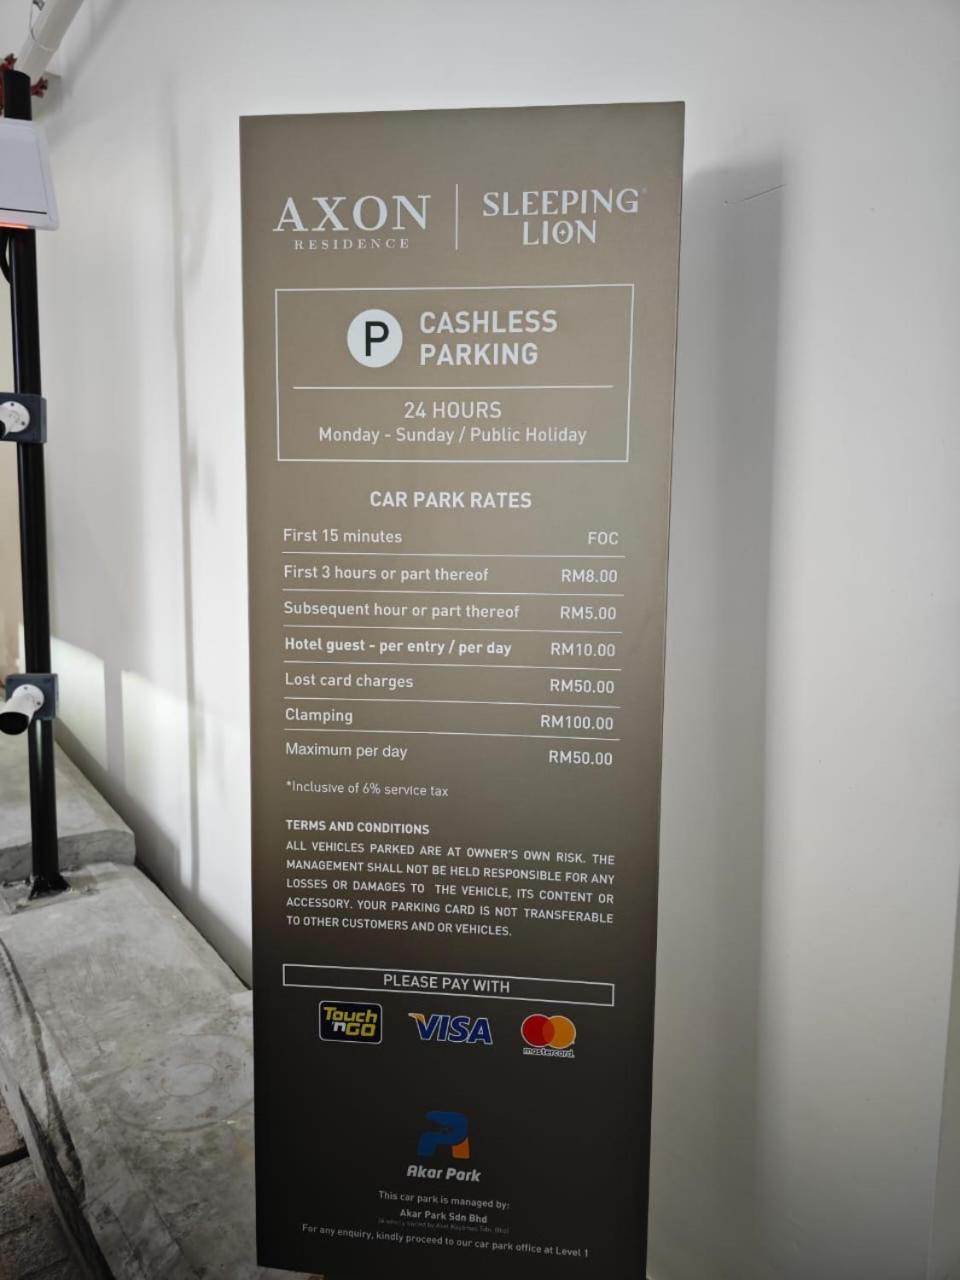 AXON
RESIDENCE
SLEEPING
LION
P
CASHLESS
PARKING
24 HOURS
Monday - Sunday / Public Holiday
CAR PARK RATES
First 15 minutes FOC
First 3 hours or part thereof RM8.00
Subsequent hour or part thereof RM5.00
Hotel guest - per entry / per day RM10.00
Lost card charges RM50.00
Clamping RM100.00
Maximum per day RM50.00
*Inclusive of 6% service tax
TERMS AND CONDITIONS
ALL VEHICLES PARKED ARE AT OWNER'S OWN RISK. THE
MANAGEMENT SHALL NOT BE HELD RESPONSIBLE FOR ANY
LOSSES OR DAMAGES TO THE VEHICLE, ITS CONTENT OR
ACCESSORY. YOUR PARKING CARD IS NOT TRANSFERABLE
TO OTHER CUSTOMERS AND OR VEHICLES.
PLEASE PAY WITH
Touch
'nGO
VISA
mastercard.
Akar Park
This car park is managed by:
Akar Park Sdn Bhd
For any enquiry, kindly proceed to our car park office at Level 1